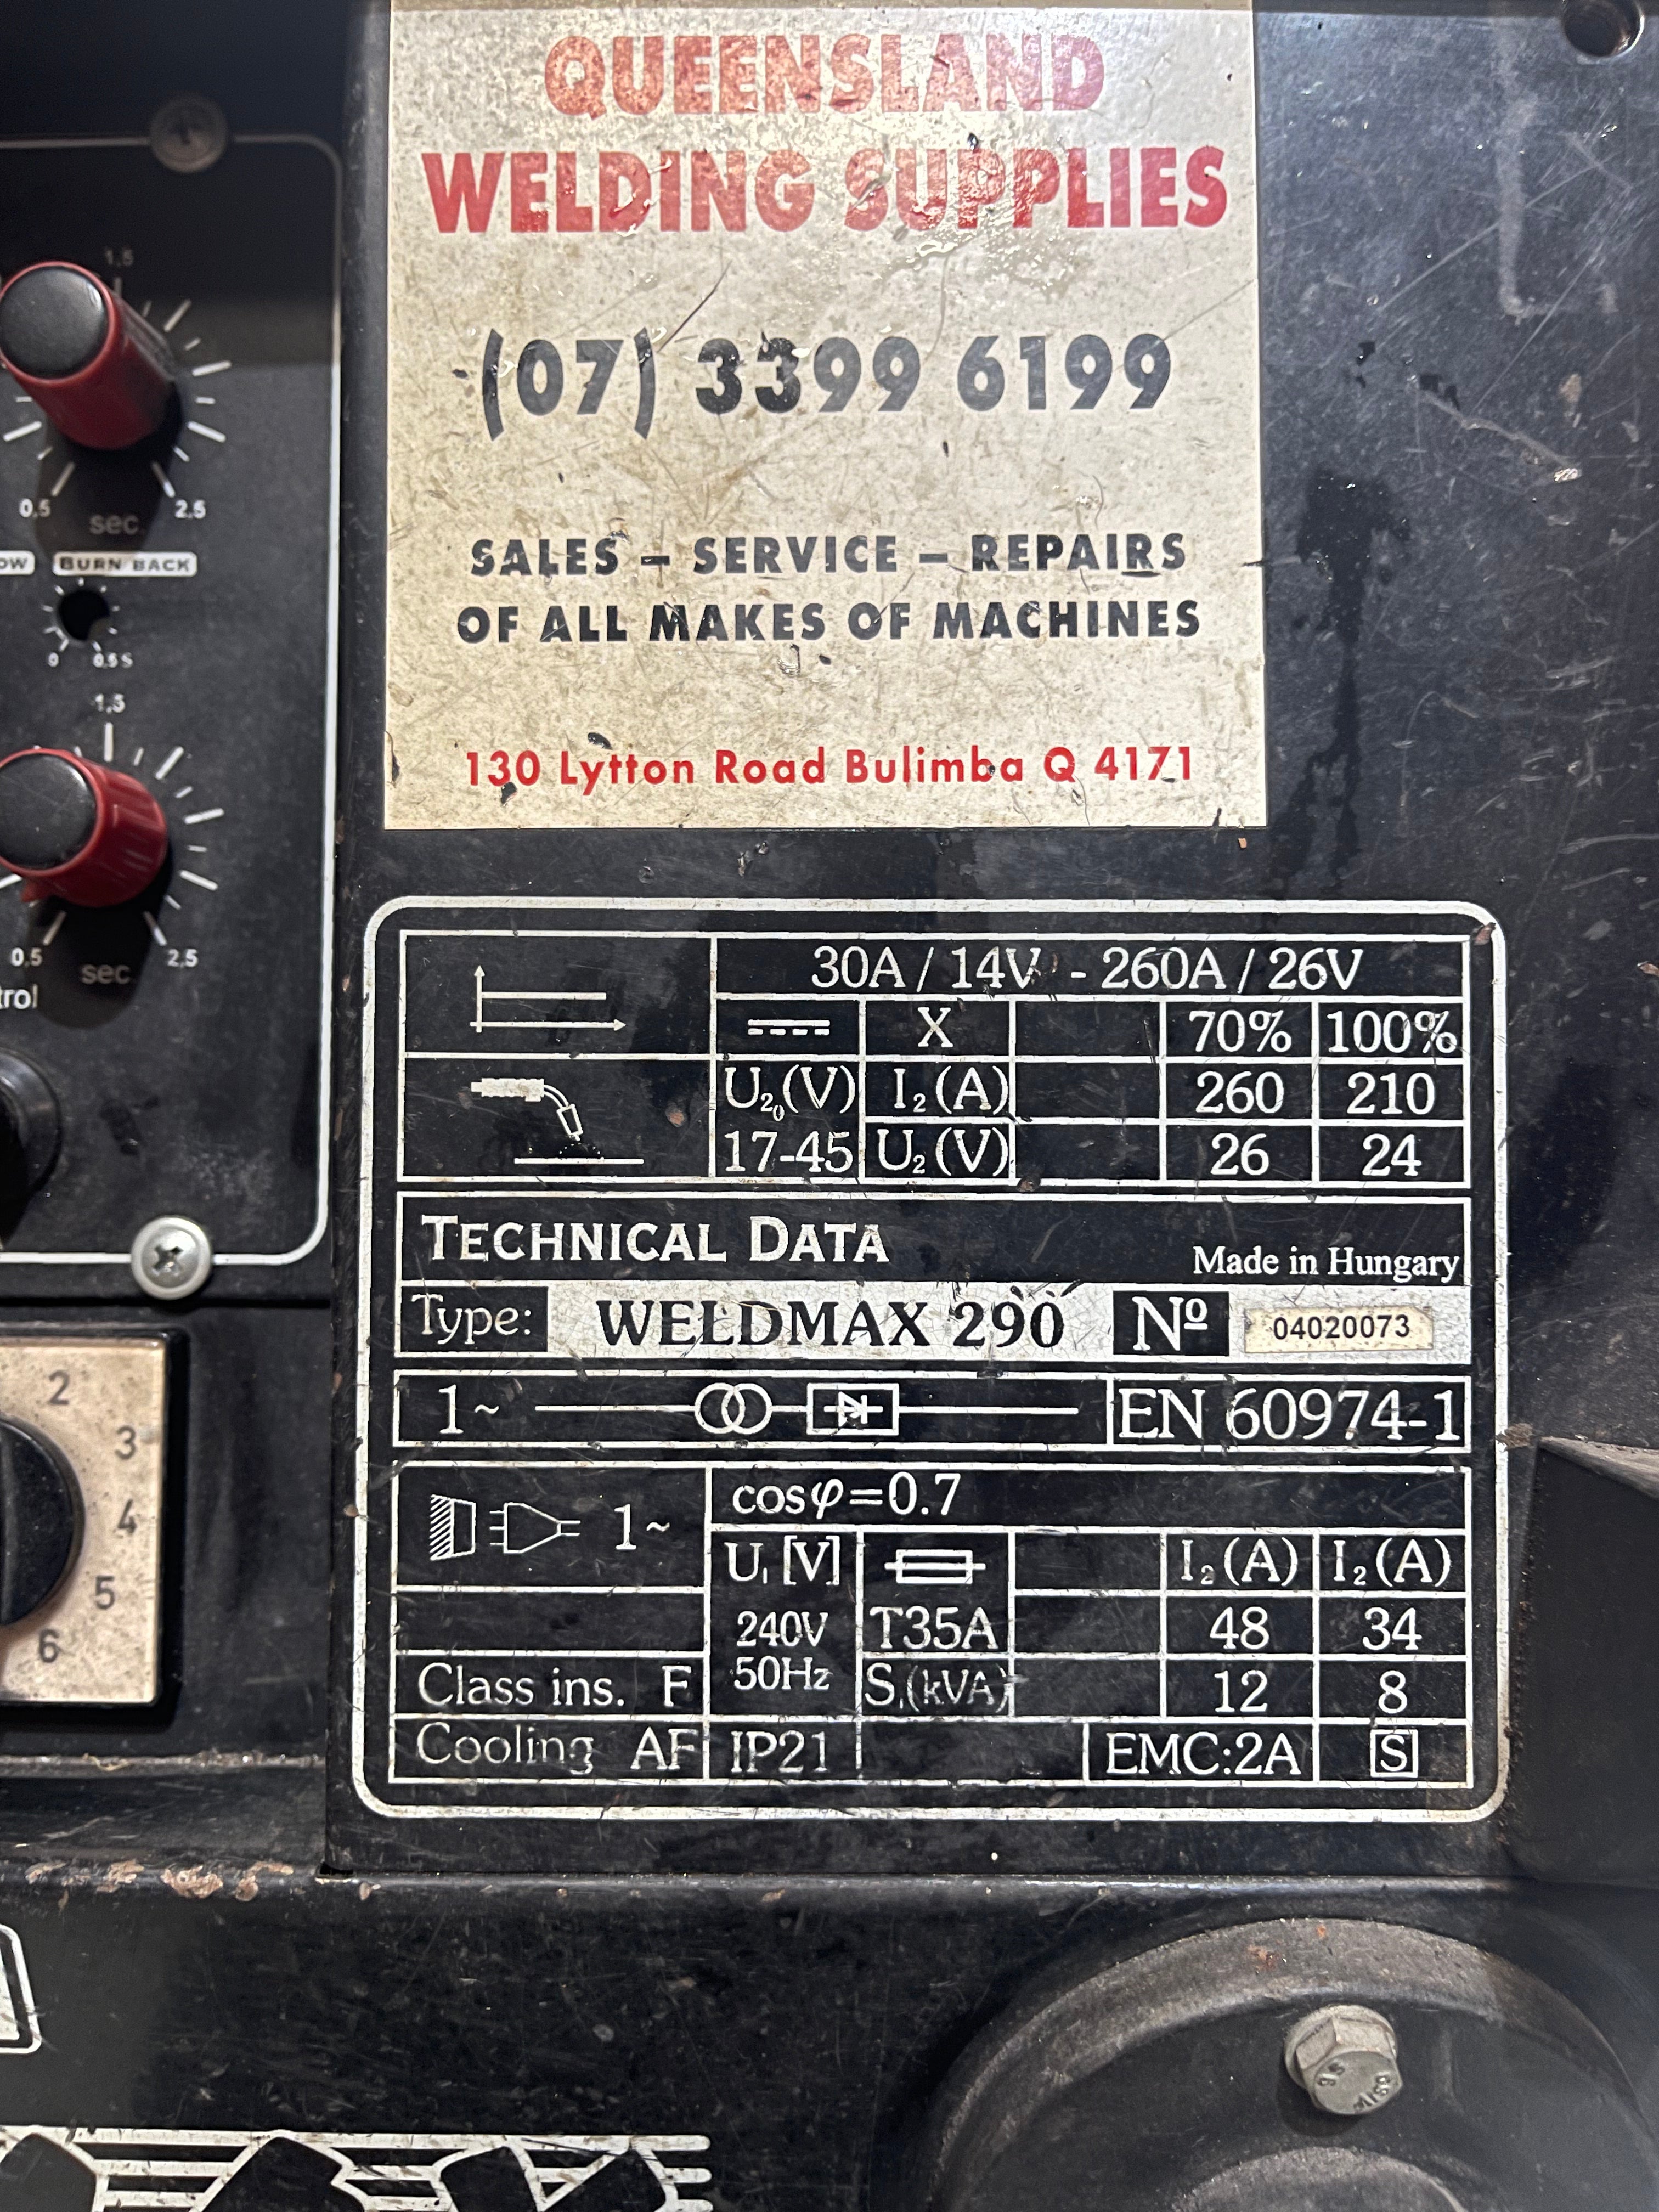 QUEENSLAND
WELDING SUPPLIES
(07) 3399 6199
SALES – SERVICE – REPAIRS
OF ALL MAKES OF MACHINES
130 Lytton Road Bulimba Q 4171
1,5
0,5 sec. 2,5
BURN BACK
0 0,5 S
1,5
0,5 sec 2,5
2
3
4
5
6
30A / 14V - 260A / 26V
X 70% 100%
U₂₀(V) I₂(A) 260 210
17-45 U₂(V) 26 24
TECHNICAL DATA
Made in Hungary
Type: WELDMAX 290 Nº 04020073
1~ EN 60974-1
1~ cosφ=0.7
U₁[V] I₂(A) I₂(A)
240V T35A 48 34
Class ins. F 50Hz S₁(kVA) 12 8
Cooling AF IP21 EMC:2A S